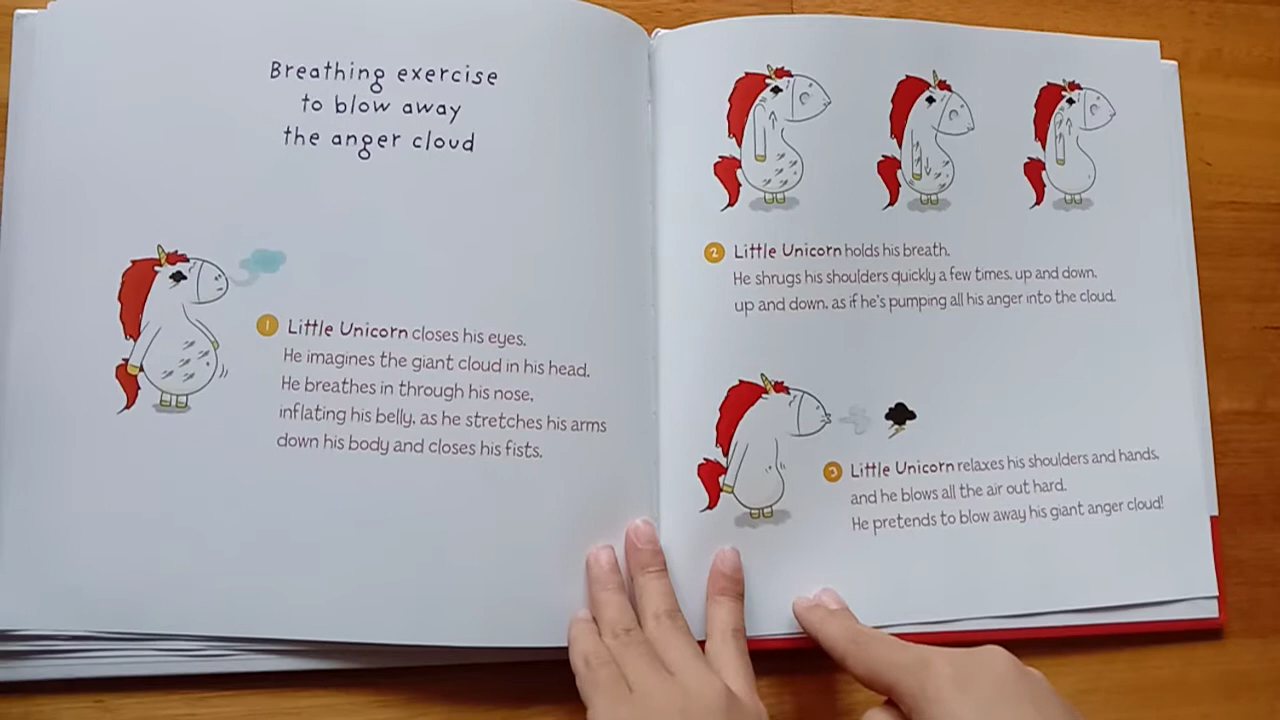 Breathing exercise
to blow away
the anger cloud
1 Little Unicorn closes his eyes.
He imagines the giant cloud in his head.
He breathes in through his nose,
inflating his belly, as he stretches his arms
down his body and closes his fists.
2 Little Unicorn holds his breath.
He shrugs his shoulders quickly a few times, up and down,
up and down, as if he's pumping all his anger into the cloud.
3 Little Unicorn relaxes his shoulders and hands,
and he blows all the air out hard.
He pretends to blow away his giant anger cloud!